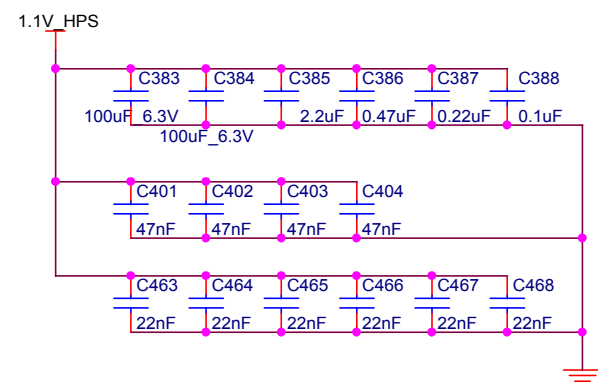 1.1V_HPS
C383 C384 C385 C386 C387 C388
100uF_6.3V 2.2uF 0.47uF 0.22uF 0.1uF
100uF_6.3V
C401 C402 C403 C404
47nF 47nF 47nF 47nF
C463 C464 C465 C466 C467 C468
22nF 22nF 22nF 22nF 22nF 22nF